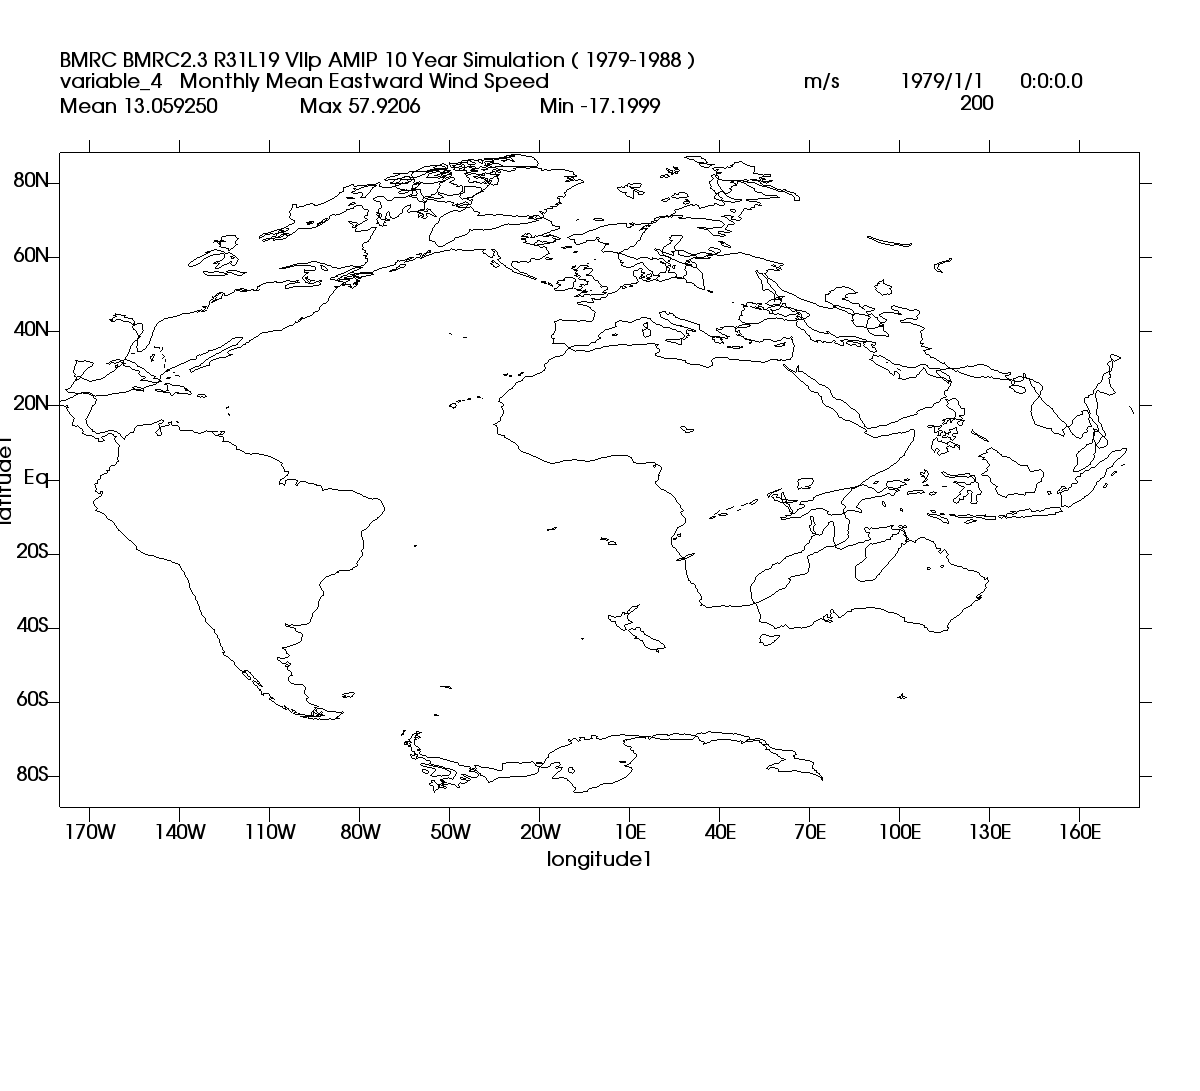 BMRC BMRC2.3 R31L19 VIIp AMIP 10 Year Simulation ( 1979-1988 )
variable_4 Monthly Mean Eastward Wind Speed m/s 1979/1/1 0:0:0.0
Mean 13.059250 Max 57.9206 Min -17.1999 200
80N
60N
40N
20N
Eq
20S
40S
60S
80S
latitude1
170W 140W 110W 80W 50W 20W 10E 40E 70E 100E 130E 160E
longitude1